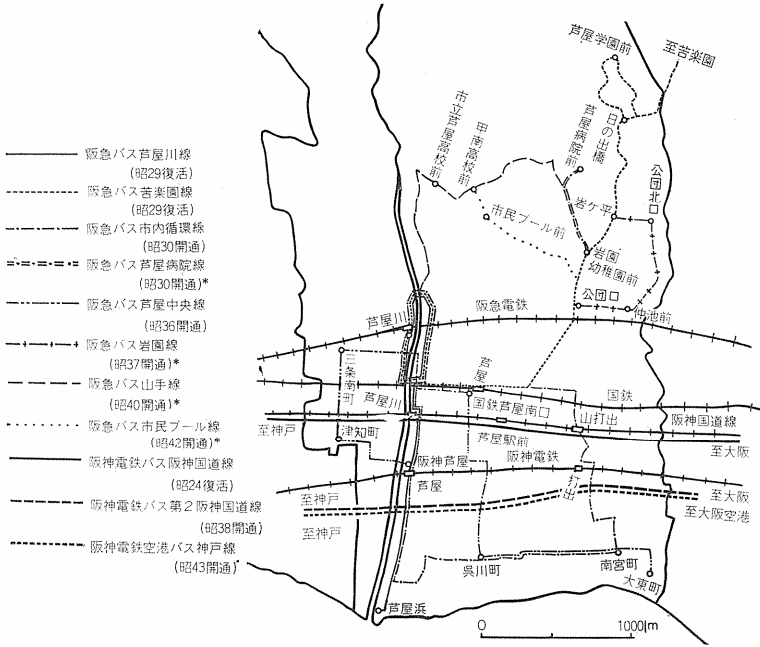 阪急バス芦屋川線
(昭29復活)
阪急バス苦楽園線
(昭29復活)
阪急バス市内循環線
(昭30開通)
阪急バス芦屋病院線
(昭30開通)*
阪急バス芦屋中央線
(昭36開通)
阪急バス岩園線
(昭37開通)*
阪急バス山手線
(昭40開通)*
阪急バス市民プール線
(昭42開通)*
阪神電鉄バス阪神国道線
(昭24復活)
阪神電鉄バス第2阪神国道線
(昭38開通)
阪神電鉄空港バス神戸線
(昭43開通)
芦屋学園前
至苦楽園
日の出橋
芦屋病院前
市立芦屋高校前
甲南高校前
公団北口
市民プール前
岩ケ平
岩園
幼稚園前
公団口
仲池前
阪急電鉄
芦屋川
三条南町
芦屋
国鉄
芦屋川
国鉄芦屋南口
山打出
阪神国道線
至神戸
津知町
芦屋駅前
至大阪
阪神芦屋
阪神電鉄
芦屋
打出
至神戸
至大阪
至大阪空港
至神戸
呉川町
南宮町
大東町
芦屋浜
0
1000m